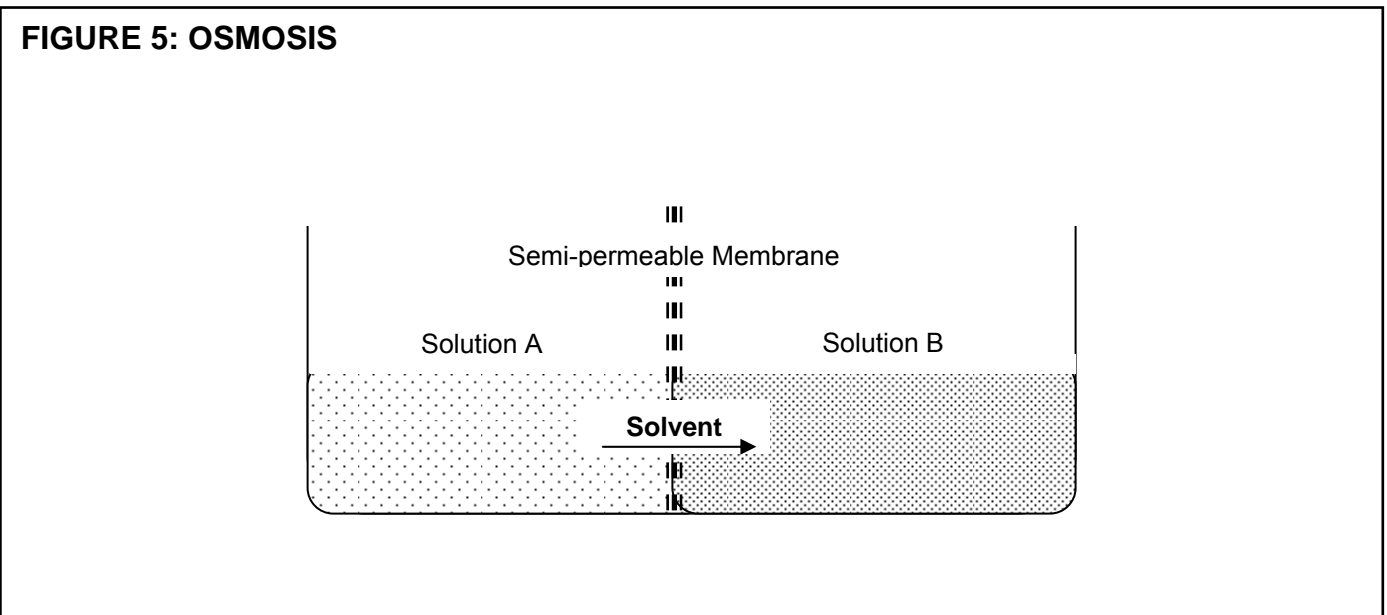 FIGURE 5: OSMOSIS
Semi-permeable Membrane
Solution A
Solution B
Solvent